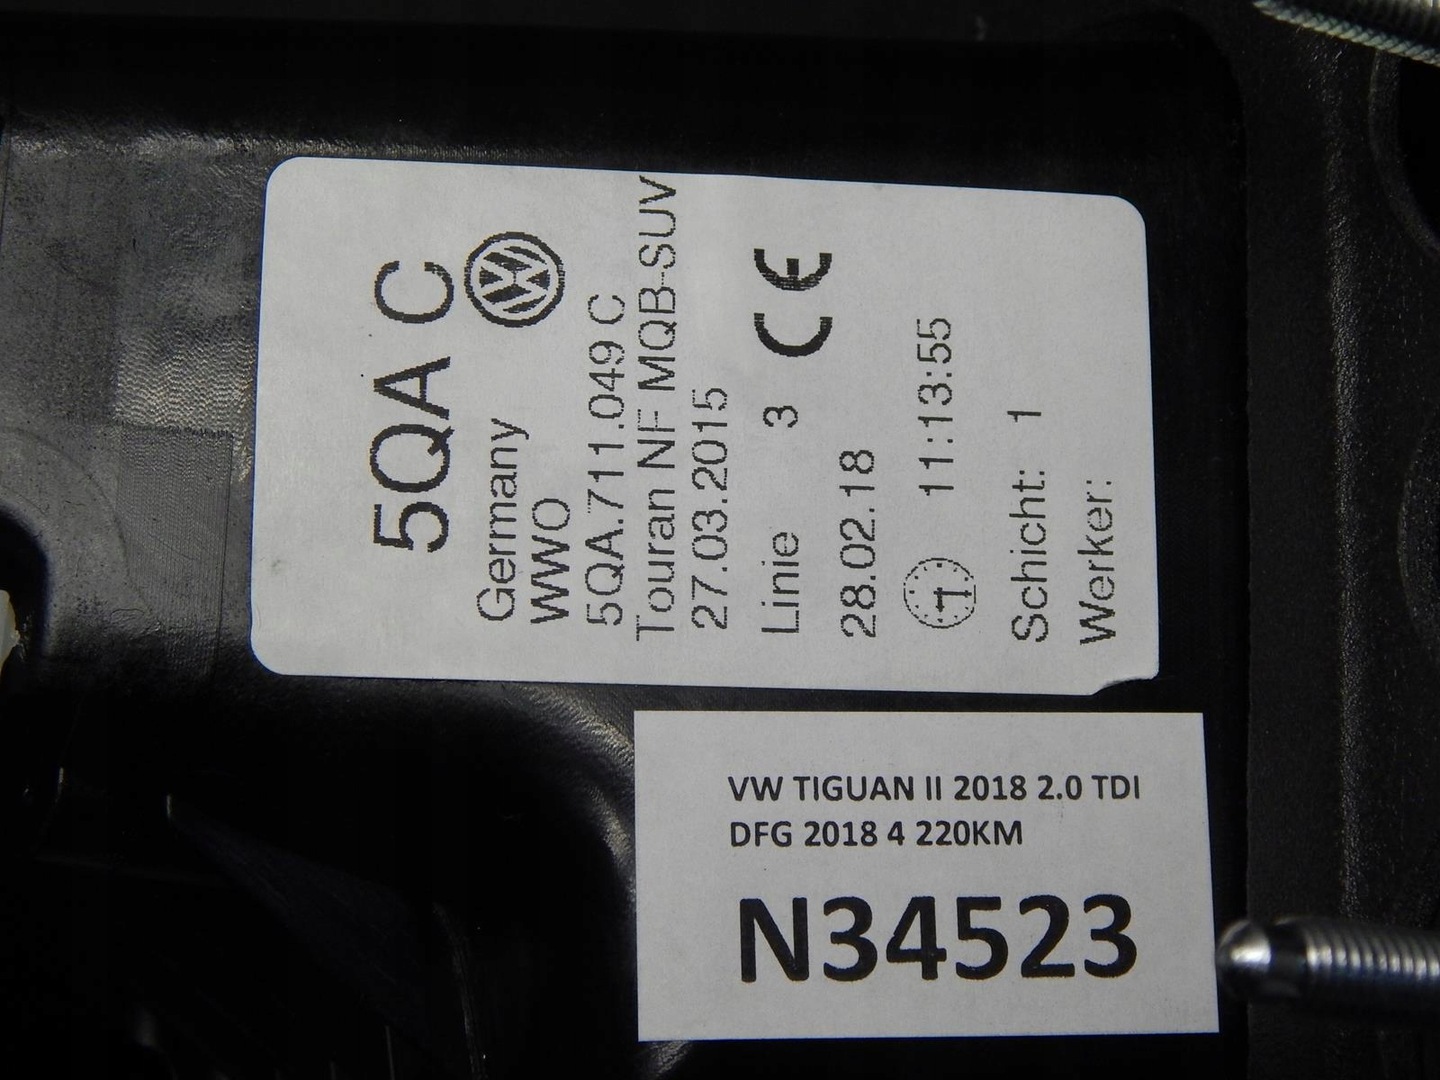 5QA C
Germany
WWO
5QA.711.049 C
Touran NF MQB-SUV
27.03.2015
Linie 3 CE
28.02.18
11:13:55
Schicht: 1
Werker:
VW TIGUAN II 2018 2.0 TDI
DFG 2018 4 220KM
N34523